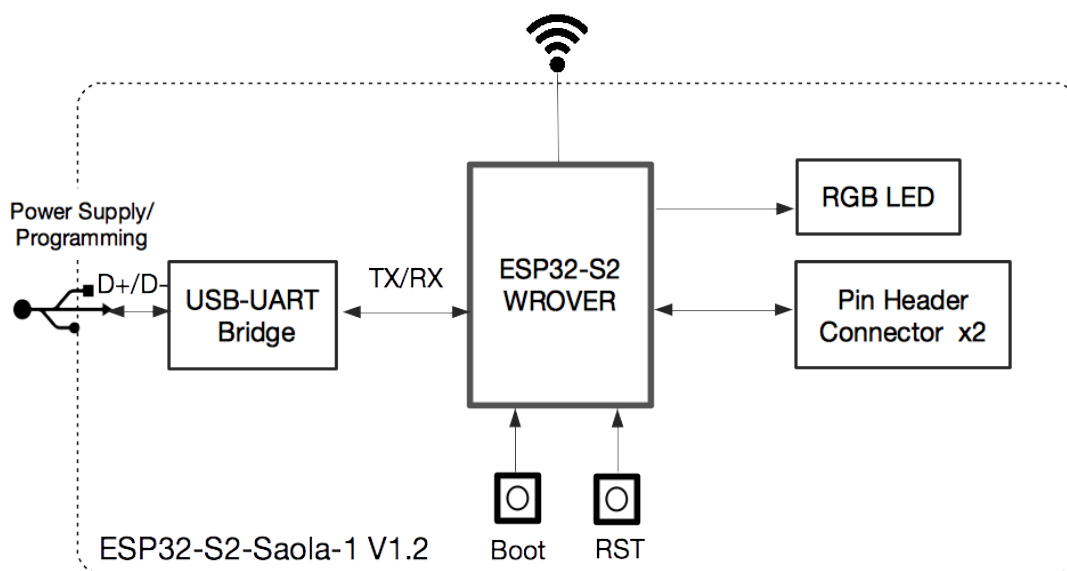 Power Supply/
Programming
D+/D-
USB-UART
Bridge
TX/RX
ESP32-S2
WROVER
RGB LED
Pin Header
Connector x2
Boot
RST
ESP32-S2-Saola-1 V1.2